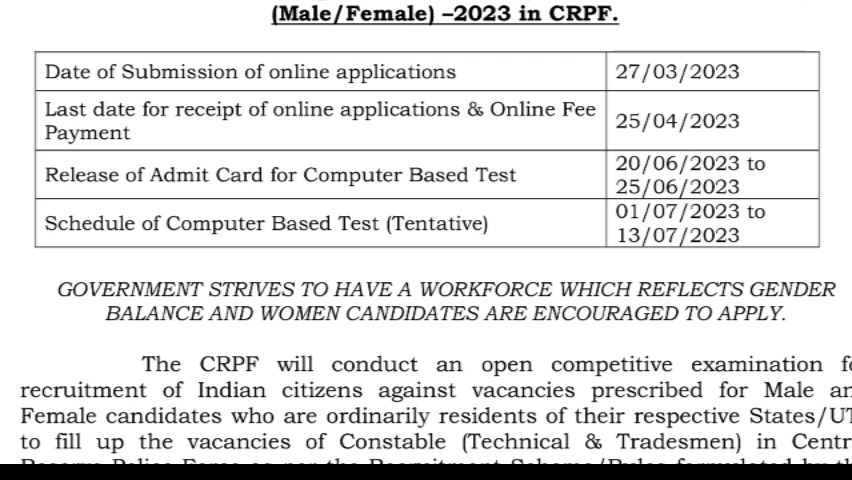 (Male/Female) –2023 in CRPF.
Date of Submission of online applications
27/03/2023
Last date for receipt of online applications & Online Fee
Payment
25/04/2023
Release of Admit Card for Computer Based Test
20/06/2023 to
25/06/2023
Schedule of Computer Based Test (Tentative)
01/07/2023 to
13/07/2023
GOVERNMENT STRIVES TO HAVE A WORKFORCE WHICH REFLECTS GENDER
BALANCE AND WOMEN CANDIDATES ARE ENCOURAGED TO APPLY.
The CRPF will conduct an open competitive examination
recruitment of Indian citizens against vacancies prescribed for Male
Female candidates who are ordinarily residents of their respective States/UT
to fill up the vacancies of Constable (Technical & Tradesmen) in